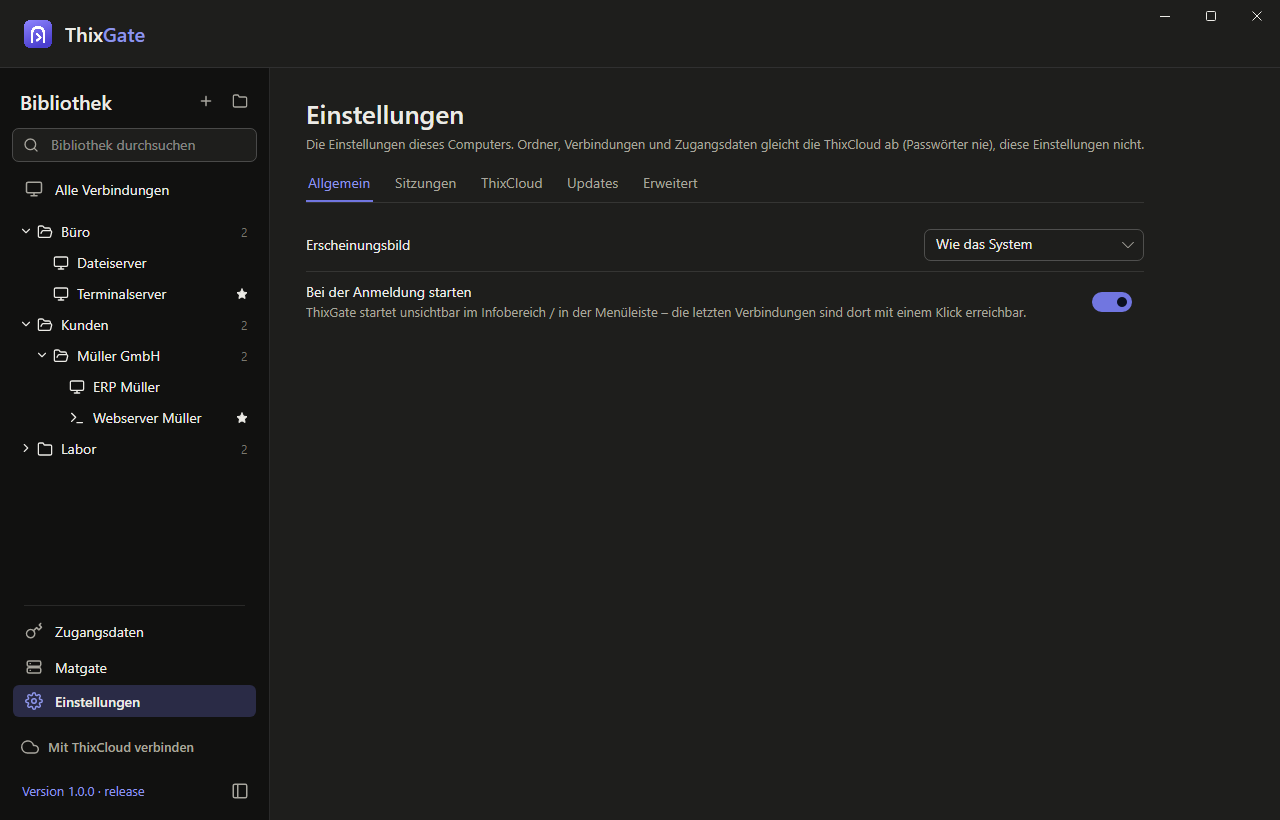 ThixGate
Bibliothek
Bibliothek durchsuchen
Alle Verbindungen
Büro 2
Dateiserver
Terminalserver
Kunden 2
Müller GmbH 2
ERP Müller
Webserver Müller
Labor 2
Zugangsdaten
Matgate
Einstellungen
Mit ThixCloud verbinden
Version 1.0.0 · release
Einstellungen
Die Einstellungen dieses Computers. Ordner, Verbindungen und Zugangsdaten gleicht die ThixCloud ab (Passwörter nie), diese Einstellungen nicht.
Allgemein Sitzungen ThixCloud Updates Erweitert
Erscheinungsbild Wie das System
Bei der Anmeldung starten
ThixGate startet unsichtbar im Infobereich / in der Menüleiste – die letzten Verbindungen sind dort mit einem Klick erreichbar.